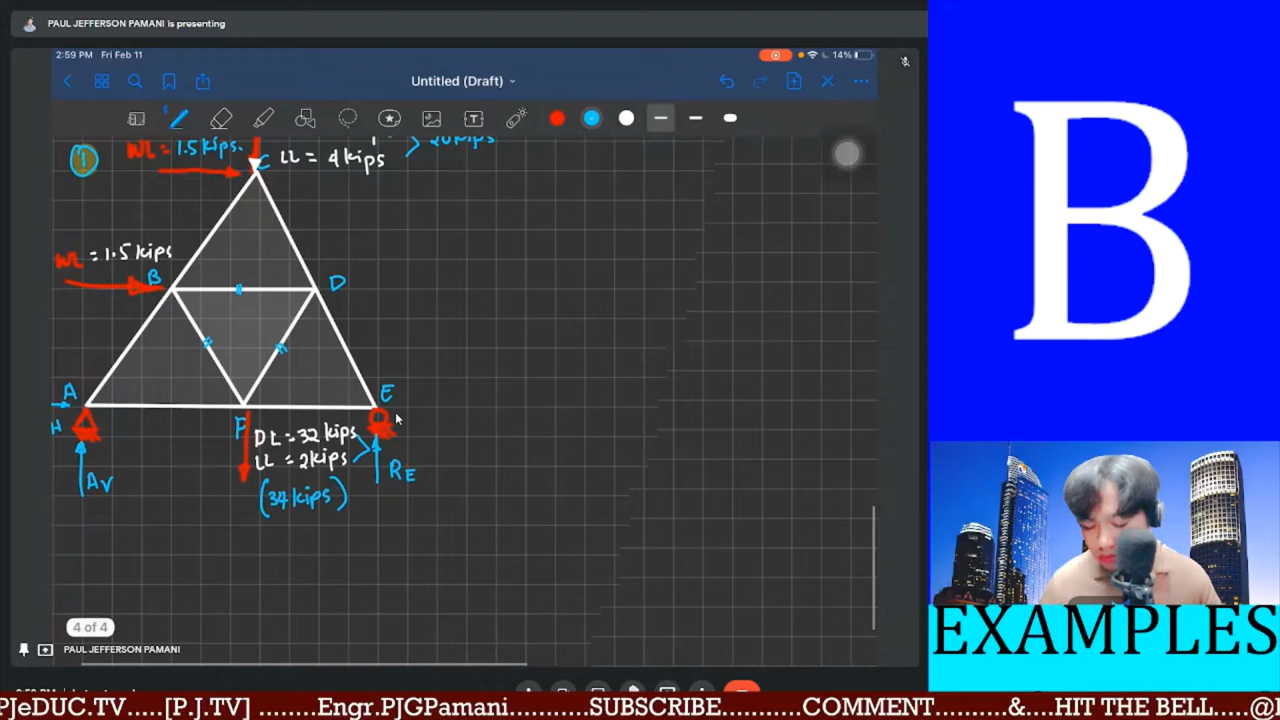 PAUL JEFFERSON PAMANI is presenting
2:59 PM Fri Feb 11
14%
Untitled (Draft)
T
1
WL = 1.5 kips.
C LL = 4 kips
20 kips
WL = 1.5 kips
B
D
A
E
H
F
DL = 32 kips
LL = 2 kips
AV
RE
(34 kips)
4 of 4
PAUL JEFFERSON PAMANI
B
EXAMPLES
PJeDUC.TV.....[P.J.TV] ........Engr.PJGPamani.......SUBSCRIBE.........COMMENT.........&....HIT THE BELL.....@